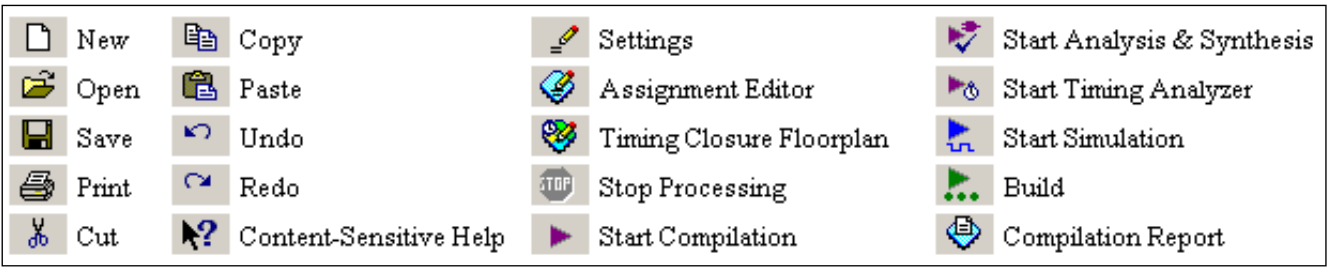 New Copy Settings Start Analysis & Synthesis
Open Paste Assignment Editor Start Timing Analyzer
Save Undo Timing Closure Floorplan Start Simulation
Print Redo STOP Stop Processing Build
Cut ? Content-Sensitive Help Start Compilation Compilation Report